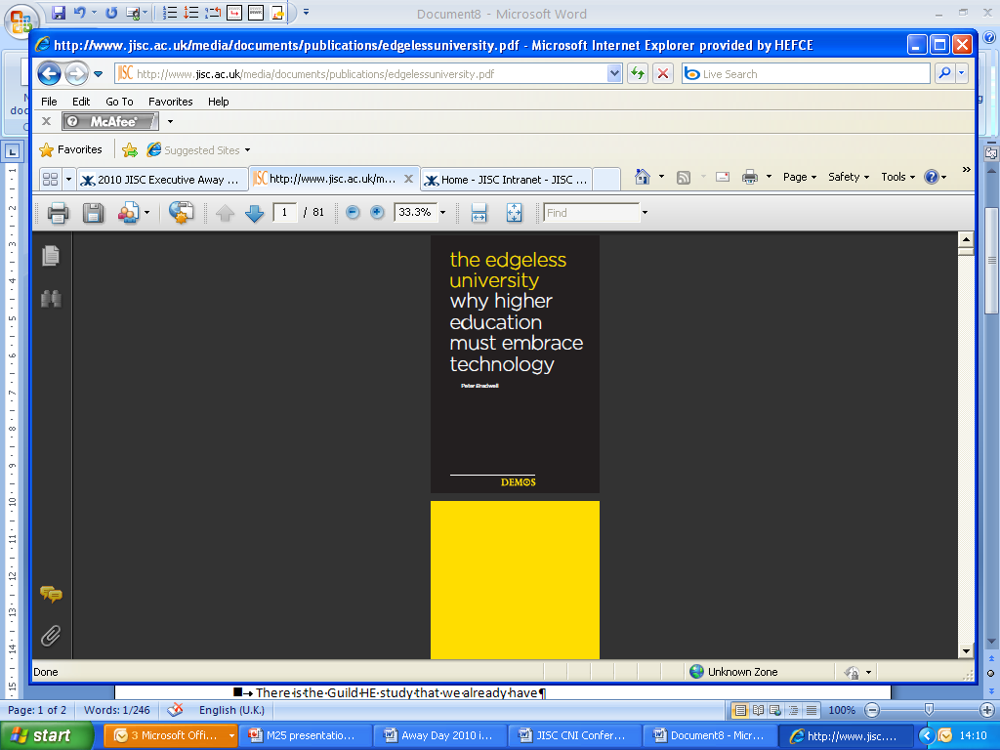 Document8 - Microsoft Word
http://www.jisc.ac.uk/media/documents/publications/edgelessuniversity.pdf - Microsoft Internet Explorer provided by HEFCE
JISC http://www.jisc.ac.uk/media/documents/publications/edgelessuniversity.pdf
Live Search
File Edit Go To Favorites Help
x McAfee
Favorites Suggested Sites
2010 JISC Executive Away ...
JISC http://www.jisc.ac.uk/m...
Home - JISC Intranet - JISC ...
Page Safety Tools
1 / 81 33.3% Find
the edgeless
university
why higher
education
must embrace
technology
Peter Bradwell
DEMOS
Done Unknown Zone
There is the Guild HE study that we already have¶
Page: 1 of 2 Words: 1/246 English (U.K.) 100%
start 3 Microsoft Offi... M25 presentatio... Away Day 2010 i... JISC CNI Confer... Document8 - Micr... http://www.jisc.... 14:10